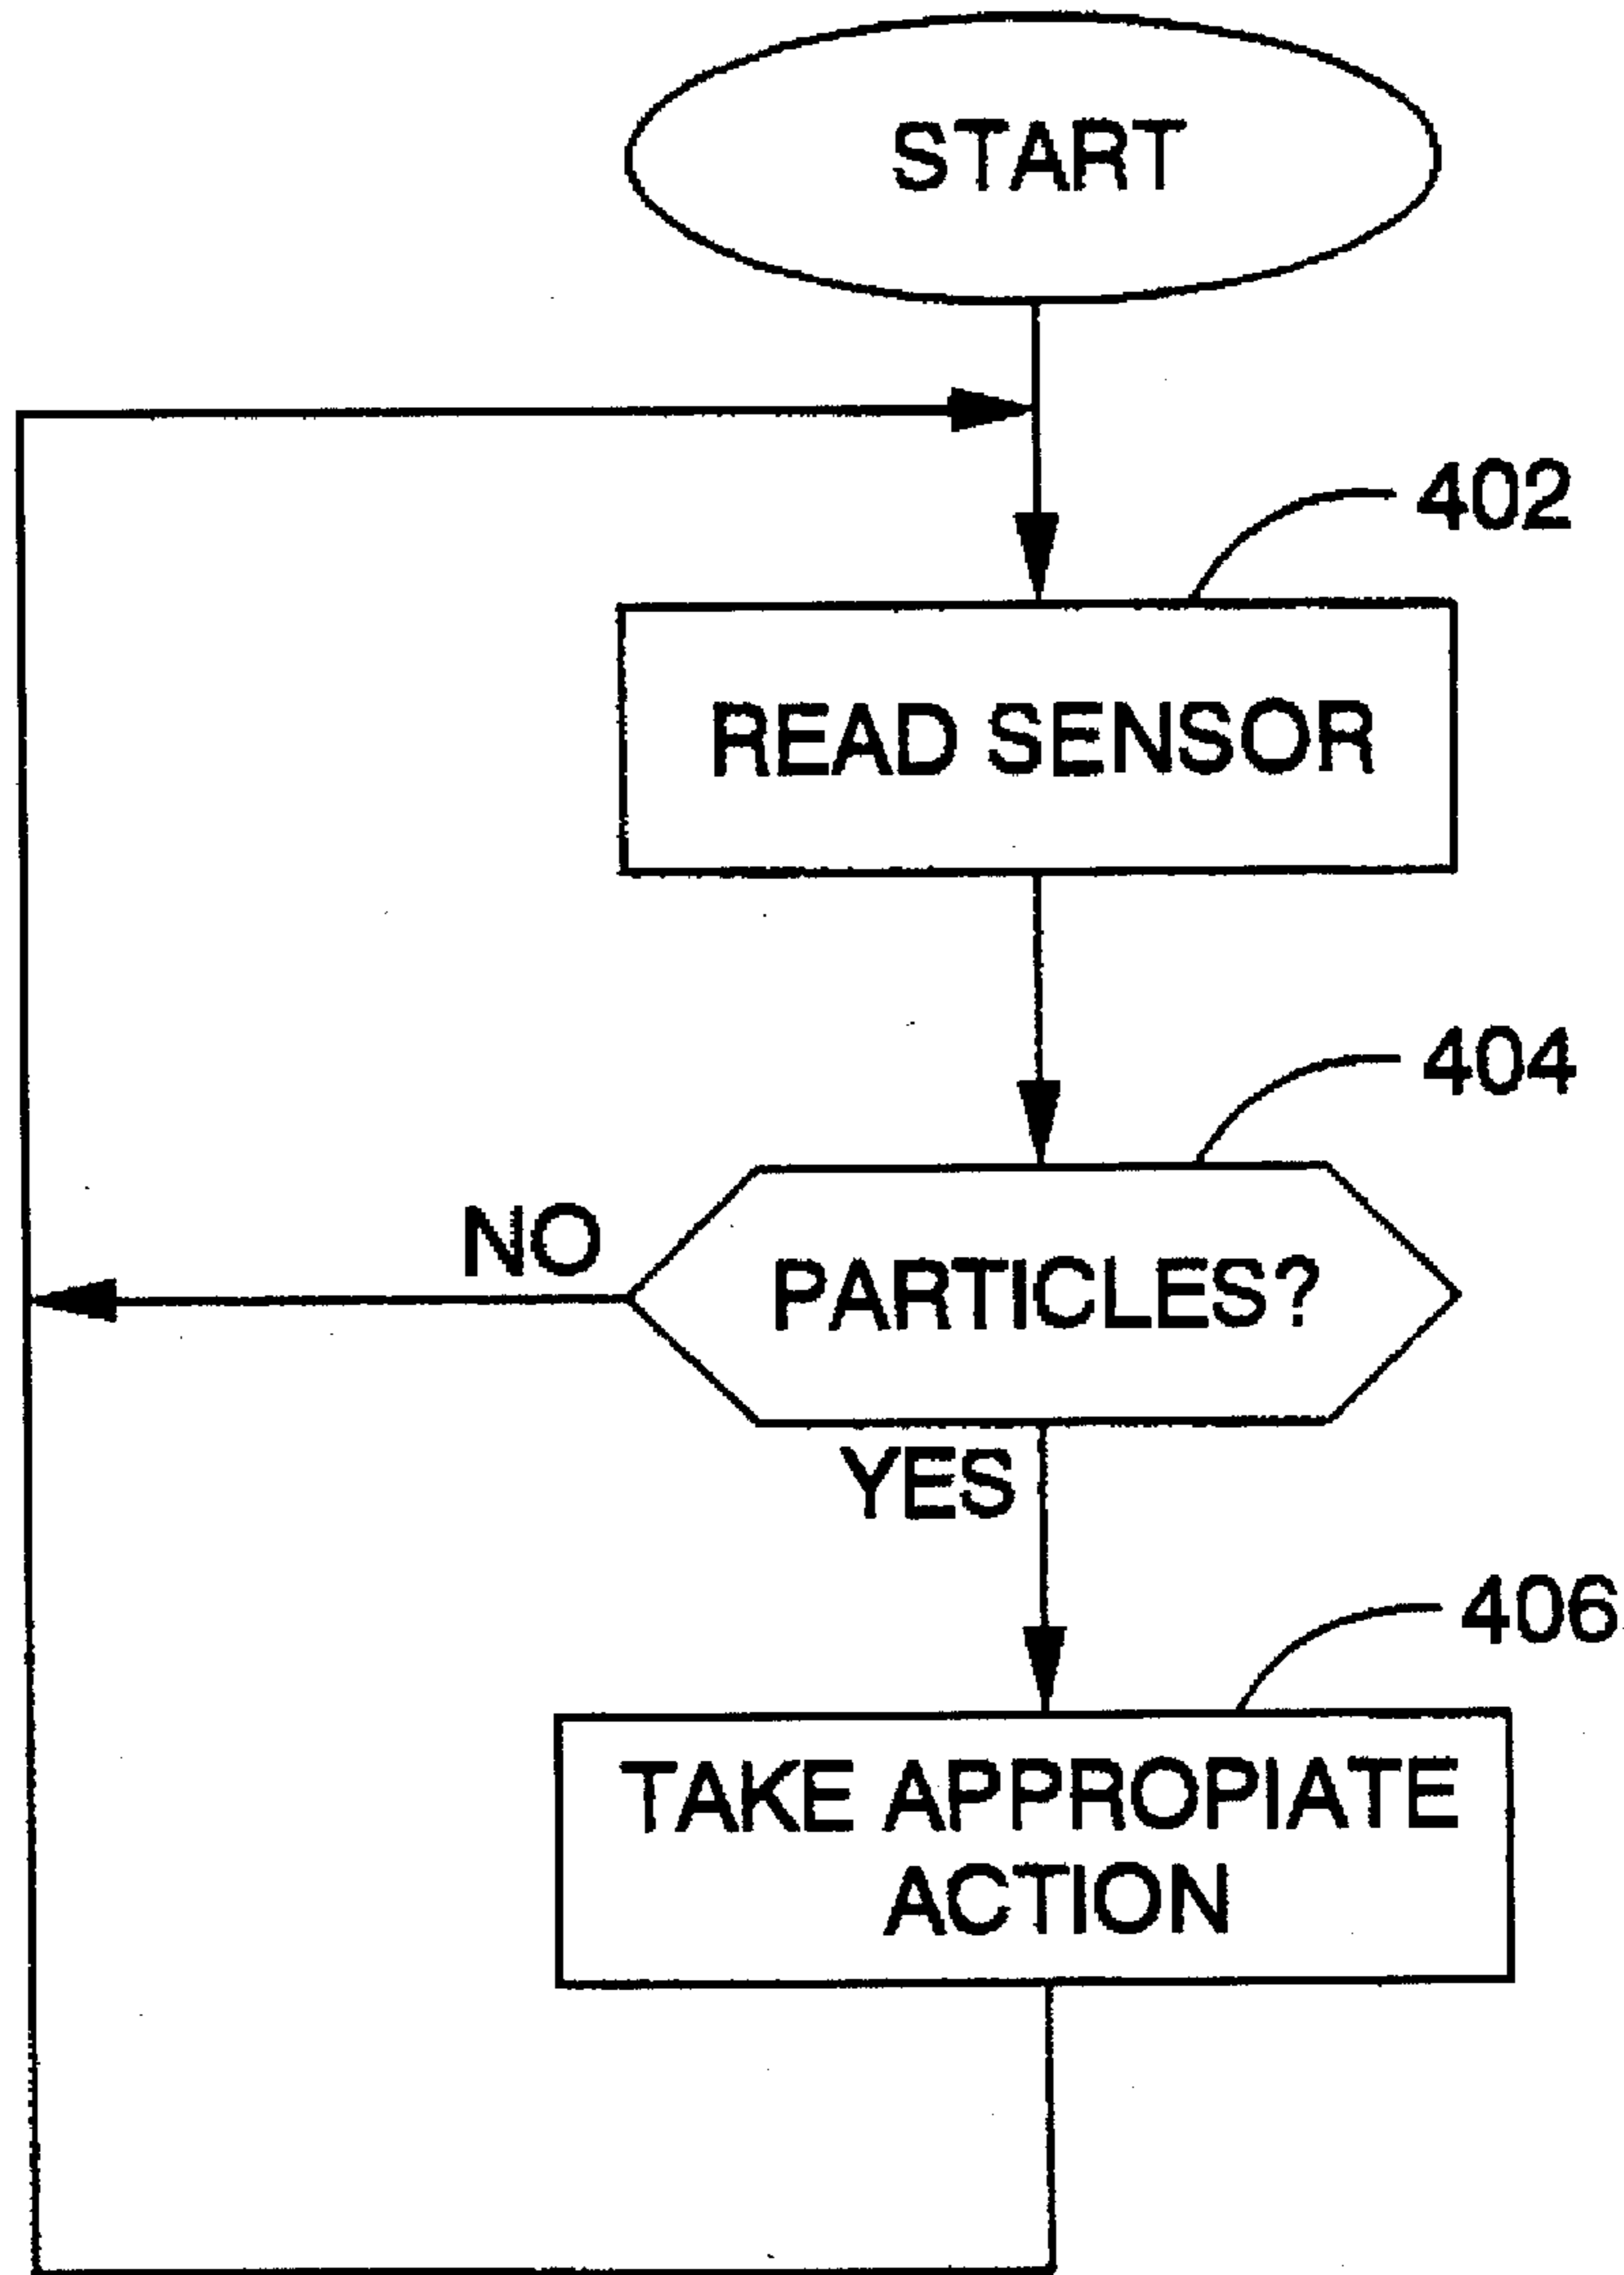 START
402
READ SENSOR
404
NO
PARTICLES?
YES
406
TAKE APPROPIATE
ACTION